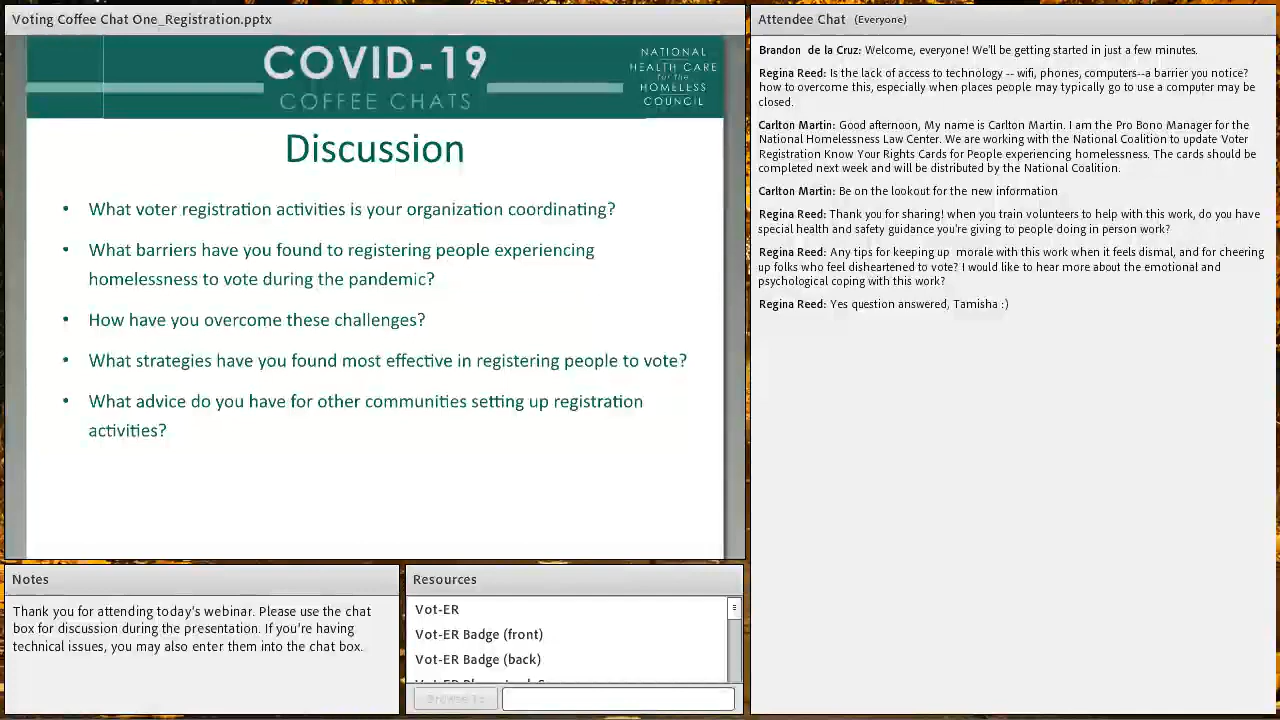 Voting Coffee Chat One_Registration.pptx
COVID-19
COFFEE CHATS
NATIONAL
HEALTH CARE
for the
HOMELESS
COUNCIL
Discussion
• What voter registration activities is your organization coordinating?
• What barriers have you found to registering people experiencing
homelessness to vote during the pandemic?
• How have you overcome these challenges?
• What strategies have you found most effective in registering people to vote?
• What advice do you have for other communities setting up registration
activities?
Notes
Thank you for attending today's webinar. Please use the chat
box for discussion during the presentation. If you're having
technical issues, you may also enter them into the chat box.
Resources
Vot-ER
Vot-ER Badge (front)
Vot-ER Badge (back)
Browse To
Attendee Chat (Everyone)
Brandon de la Cruz: Welcome, everyone! We'll be getting started in just a few minutes.
Regina Reed: Is the lack of access to technology -- wifi, phones, computers--a barrier you notice?
how to overcome this, especially when places people may typically go to use a computer may be
closed.
Carlton Martin: Good afternoon, My name is Carlton Martin. I am the Pro Bono Manager for the
National Homelessness Law Center. We are working with the National Coalition to update Voter
Registration Know Your Rights Cards for People experiencing homelessness. The cards should be
completed next week and will be distributed by the National Coalition.
Carlton Martin: Be on the lookout for the new information
Regina Reed: Thank you for sharing! when you train volunteers to help with this work, do you have
special health and safety guidance you're giving to people doing in person work?
Regina Reed: Any tips for keeping up morale with this work when it feels dismal, and for cheering
up folks who feel disheartened to vote? I would like to hear more about the emotional and
psychological coping with this work?
Regina Reed: Yes question answered, Tamisha :)